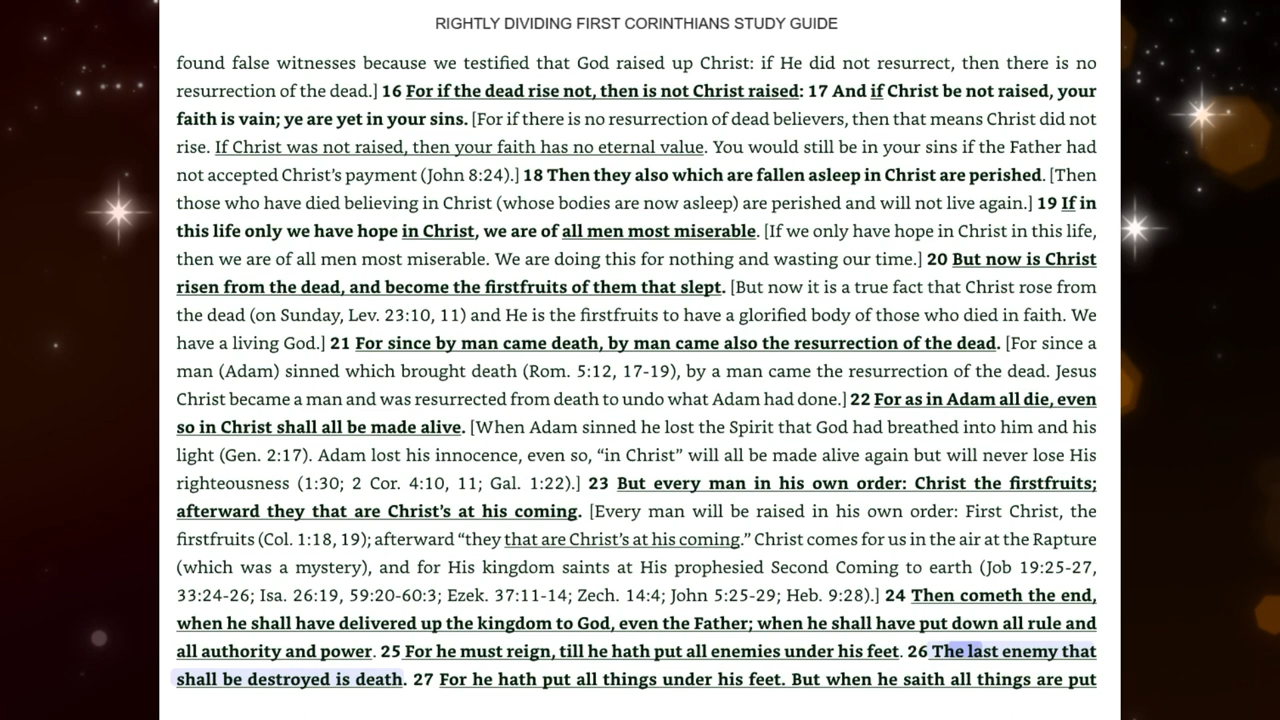 RIGHTLY DIVIDING FIRST CORINTHIANS STUDY GUIDE
found false witnesses because we testified that God raised up Christ: if He did not resurrect, then there is no
resurrection of the dead.] 16 For if the dead rise not, then is not Christ raised: 17 And if Christ be not raised, your
faith is vain; ye are yet in your sins. [For if there is no resurrection of dead believers, then that means Christ did not
rise. If Christ was not raised, then your faith has no eternal value. You would still be in your sins if the Father had
not accepted Christ's payment (John 8:24).] 18 Then they also which are fallen asleep in Christ are perished. [Then
those who have died believing in Christ (whose bodies are now asleep) are perished and will not live again.] 19 If in
this life only we have hope in Christ, we are of all men most miserable. [If we only have hope in Christ in this life,
then we are of all men most miserable. We are doing this for nothing and wasting our time.] 20 But now is Christ
risen from the dead, and become the firstfruits of them that slept. [But now it is a true fact that Christ rose from
the dead (on Sunday, Lev. 23:10, 11) and He is the firstfruits to have a glorified body of those who died in faith. We
have a living God.] 21 For since by man came death, by man came also the resurrection of the dead. [For since a
man (Adam) sinned which brought death (Rom. 5:12, 17-19), by a man came the resurrection of the dead. Jesus
Christ became a man and was resurrected from death to undo what Adam had done.] 22 For as in Adam all die, even
so in Christ shall all be made alive. [When Adam sinned he lost the Spirit that God had breathed into him and his
light (Gen. 2:17). Adam lost his innocence, even so, “in Christ” will all be made alive again but will never lose His
righteousness (1:30; 2 Cor. 4:10, 11; Gal. 1:22).] 23 But every man in his own order: Christ the firstfruits;
afterward they that are Christ's at his coming. [Every man will be raised in his own order: First Christ, the
firstfruits (Col. 1:18, 19); afterward “they that are Christ's at his coming.” Christ comes for us in the air at the Rapture
(which was a mystery), and for His kingdom saints at His prophesied Second Coming to earth (Job 19:25-27,
33:24-26; Isa. 26:19, 59:20-60:3; Ezek. 37:11-14; Zech. 14:4; John 5:25-29; Heb. 9:28).] 24 Then cometh the end,
when he shall have delivered up the kingdom to God, even the Father; when he shall have put down all rule and
all authority and power. 25 For he must reign, till he hath put all enemies under his feet. 26 The last enemy that
shall be destroyed is death. 27 For he hath put all things under his feet. But when he saith all things are put